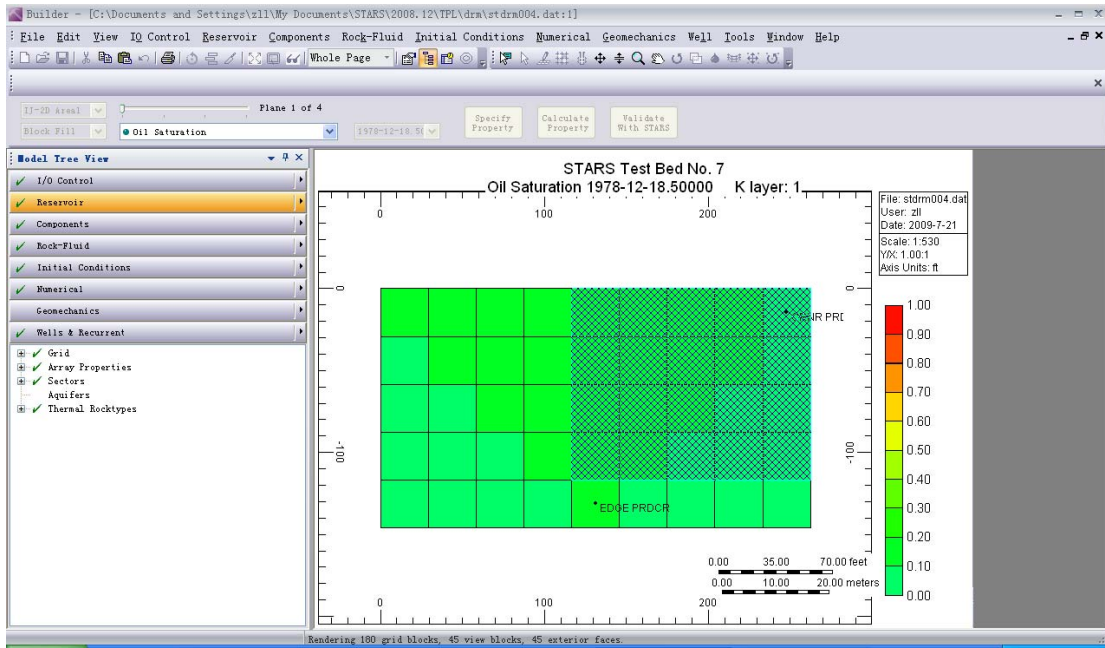 Builder - [C:\Documents and Settings\zll\My Documents\STARS\2008.12\TPL\drm\stdrm004.dat:1]
File Edit View IO Control Reservoir Components Rock-Fluid Initial Conditions Numerical Geomechanics Well Tools Window Help
Whole Page
IJ-2D Areal Plane 1 of 4
Block Fill Oil Saturation 1978-12-18.5(
Specify Property
Calculate Property
Validate With STARS
Model Tree View
I/O Control
Reservoir
Components
Rock-Fluid
Initial Conditions
Numerical
Geomechanics
Wells & Recurrent
Grid
Array Properties
Sectors
Aquifers
Thermal Rocktypes
STARS Test Bed No. 7
Oil Saturation 1978-12-18.50000 K layer: 1
File: stdrm004.dat
User: zll
Date: 2009-7-21
Scale: 1:530
Y/X: 1.00:1
Axis Units: ft
0 100 200
0 0
-100 -100
EDGE PRDCR
0.00 35.00 70.00 feet
0.00 10.00 20.00 meters
0 100 200
1.00
0.90
0.80
0.70
0.60
0.50
0.40
0.30
0.20
0.10
0.00
Rendering 180 grid blocks, 45 view blocks, 45 exterior faces.